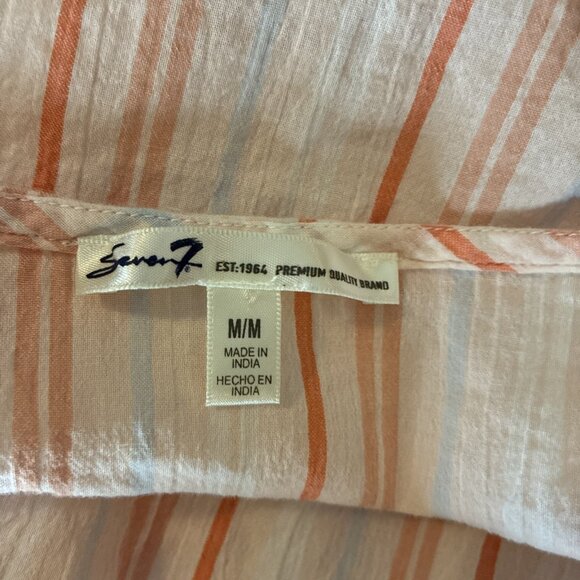 Seven7 EST:1964 PREMIUM QUALITY BRAND
M/M
MADE IN
INDIA
HECHO EN
INDIA